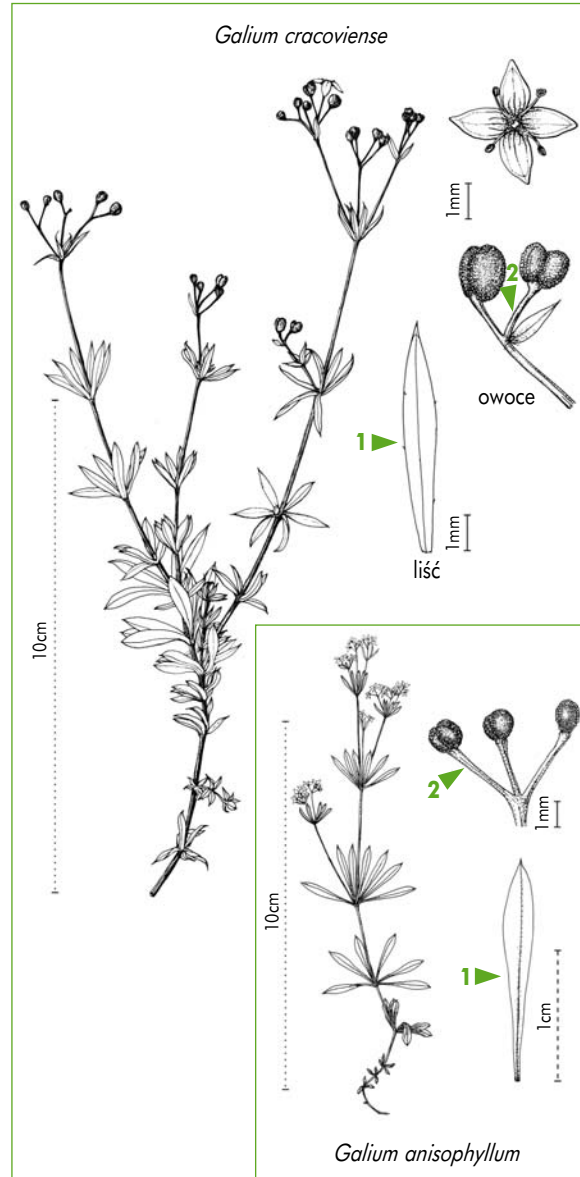 Galium cracoviense
1mm
2
owoce
1
1mm
liść
10cm
10cm
2
1mm
1
1cm
Galium anisophyllum